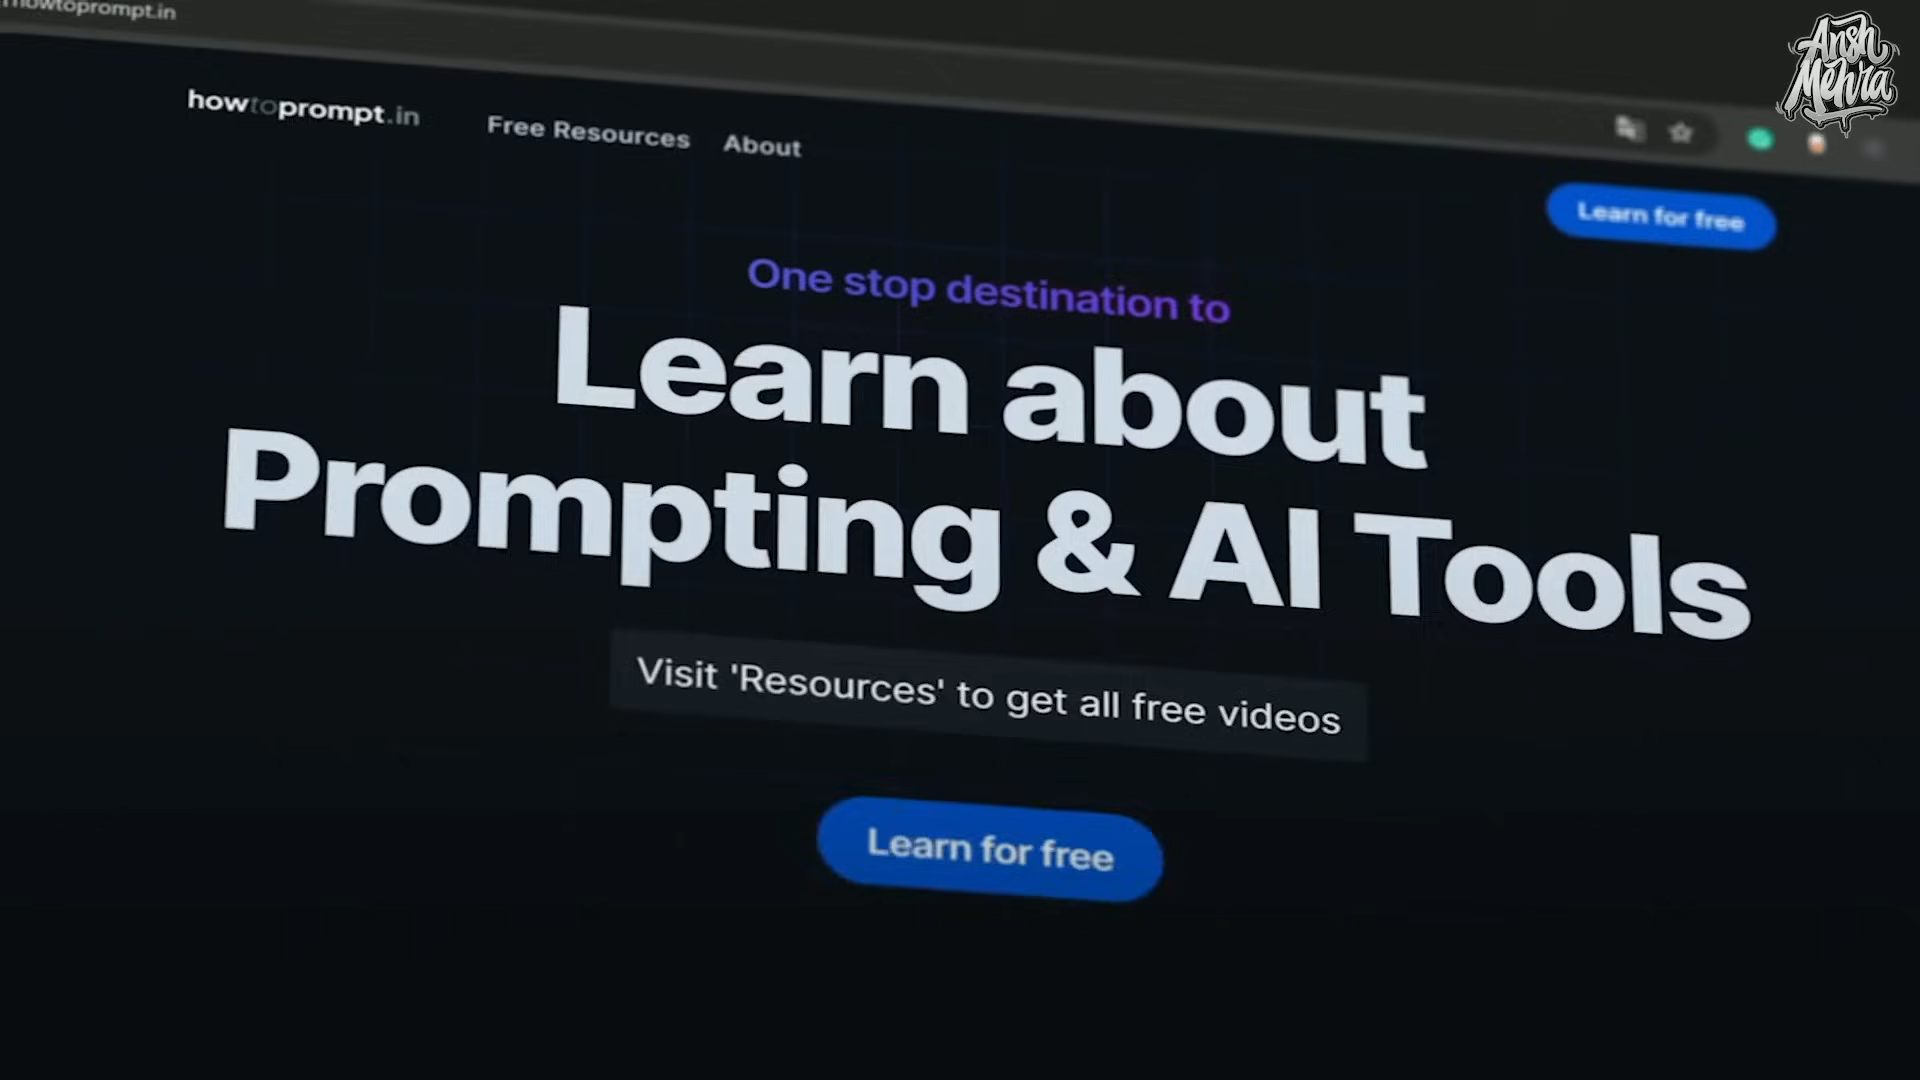 howtoprompt.in
Ansh
Mehra
howtoprompt.in
Free Resources
About
Learn for free
One stop destination to
Learn about
Prompting & AI Tools
Visit 'Resources' to get all free videos
Learn for free